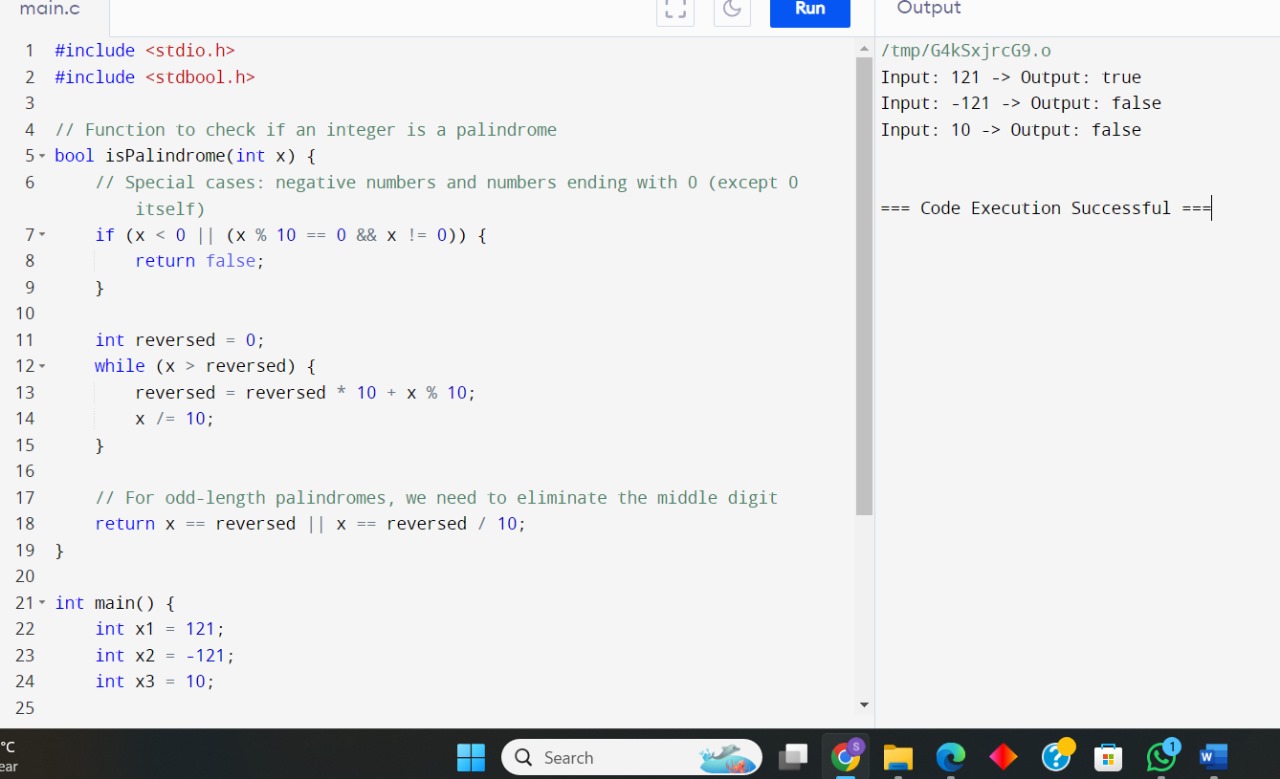 main.c
Run
Output
1 #include <stdio.h>
2 #include <stdbool.h>
3
4 // Function to check if an integer is a palindrome
5 bool isPalindrome(int x) {
6     // Special cases: negative numbers and numbers ending with 0 (except 0
        itself)
7     if (x < 0 || (x % 10 == 0 && x != 0)) {
8         return false;
9     }
10
11     int reversed = 0;
12     while (x > reversed) {
13         reversed = reversed * 10 + x % 10;
14         x /= 10;
15     }
16
17     // For odd-length palindromes, we need to eliminate the middle digit
18     return x == reversed || x == reversed / 10;
19 }
20
21 int main() {
22     int x1 = 121;
23     int x2 = -121;
24     int x3 = 10;
25
/tmp/G4kSxjrcG9.o
Input: 121 -> Output: true
Input: -121 -> Output: false
Input: 10 -> Output: false
=== Code Execution Successful ===
°C
ear
Search
S
?
1
W